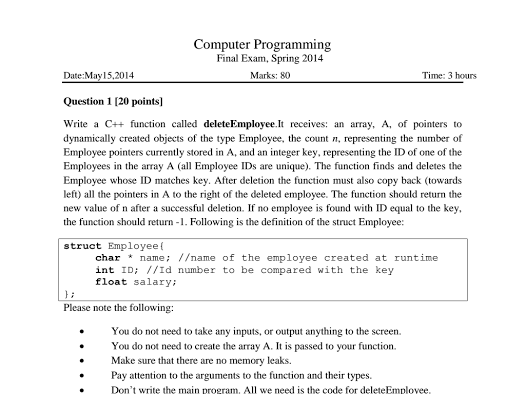 Computer Programming
Final Exam, Spring 2014
Date:May15,2014 Marks: 80 Time: 3 hours
Question 1 [20 points]
Write a C++ function called deleteEmployee.It receives: an array, A, of pointers to
dynamically created objects of the type Employee, the count n, representing the number of
Employee pointers currently stored in A, and an integer key, representing the ID of one of the
Employees in the array A (all Employee IDs are unique). The function finds and deletes the
Employee whose ID matches key. After deletion the function must also copy back (towards
left) all the pointers in A to the right of the deleted employee. The function should return the
new value of n after a successful deletion. If no employee is found with ID equal to the key,
the function should return -1. Following is the definition of the struct Employee:
struct Employee{
char * name; //name of the employee created at runtime
int ID; //Id number to be compared with the key
float salary;
};
Please note the following:
• You do not need to take any inputs, or output anything to the screen.
• You do not need to create the array A. It is passed to your function.
• Make sure that there are no memory leaks.
• Pay attention to the arguments to the function and their types.
• Don't write the main program. All we need is the code for deleteEmployee.